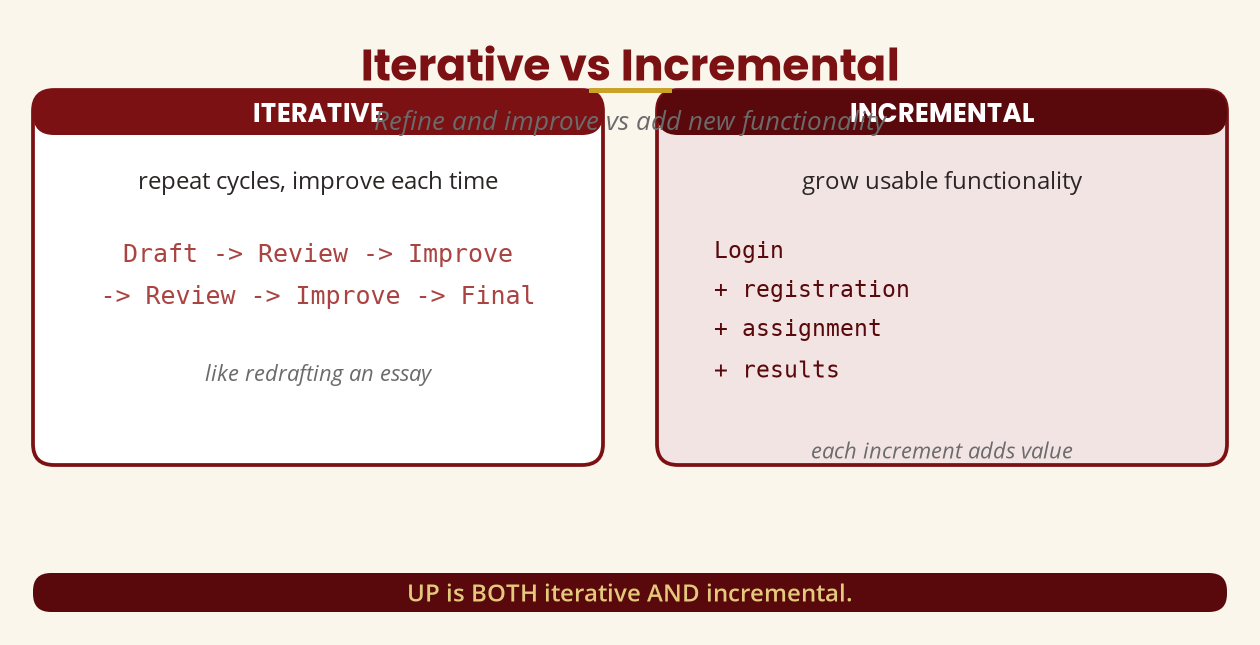 Iterative vs Incremental
Refine and improve vs add new functionality
ITERATIVE
repeat cycles, improve each time
Draft -> Review -> Improve
-> Review -> Improve -> Final
like redrafting an essay
INCREMENTAL
grow usable functionality
Login
+ registration
+ assignment
+ results
each increment adds value
UP is BOTH iterative AND incremental.